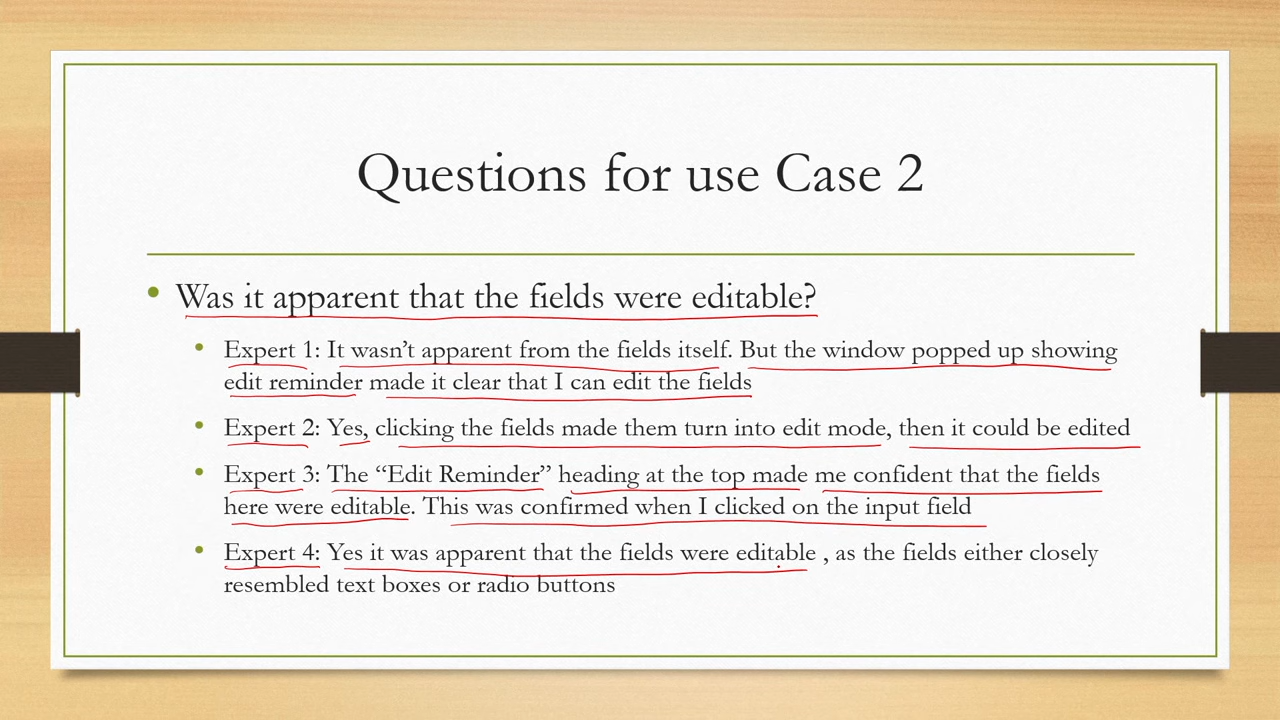 Questions for use Case 2
• Was it apparent that the fields were editable?
• Expert 1: It wasn’t apparent from the fields itself. But the window popped up showing
edit reminder made it clear that I can edit the fields
• Expert 2: Yes, clicking the fields made them turn into edit mode, then it could be edited
• Expert 3: The “Edit Reminder” heading at the top made me confident that the fields
here were editable. This was confirmed when I clicked on the input field
• Expert 4: Yes it was apparent that the fields were editable , as the fields either closely
resembled text boxes or radio buttons